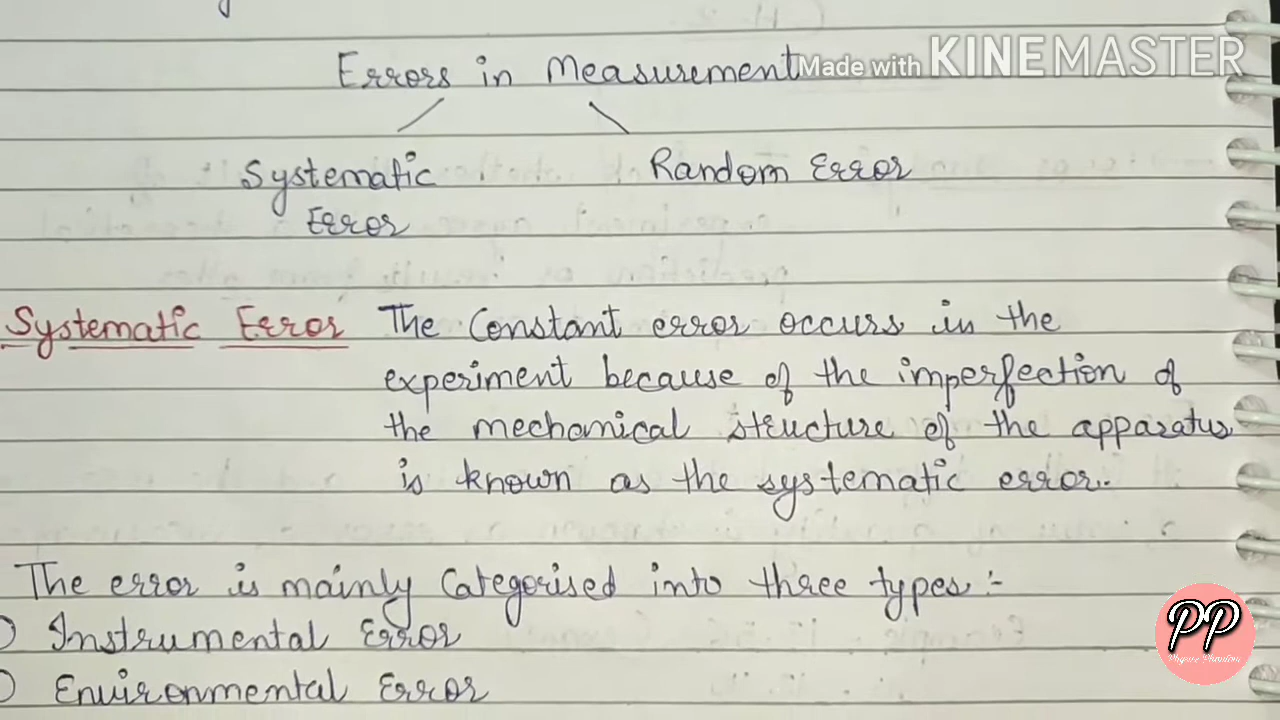 Errors in Measurement
Made with KINEMASTER
Systematic Random Error
Error
Systematic Error The Constant error occurs in the
experiment because of the imperfection of
the mechanical structure of the apparatus
is known as the systematic error.
The error is mainly Categorised into three types :-
Instrumental Error
Environmental Error
PP